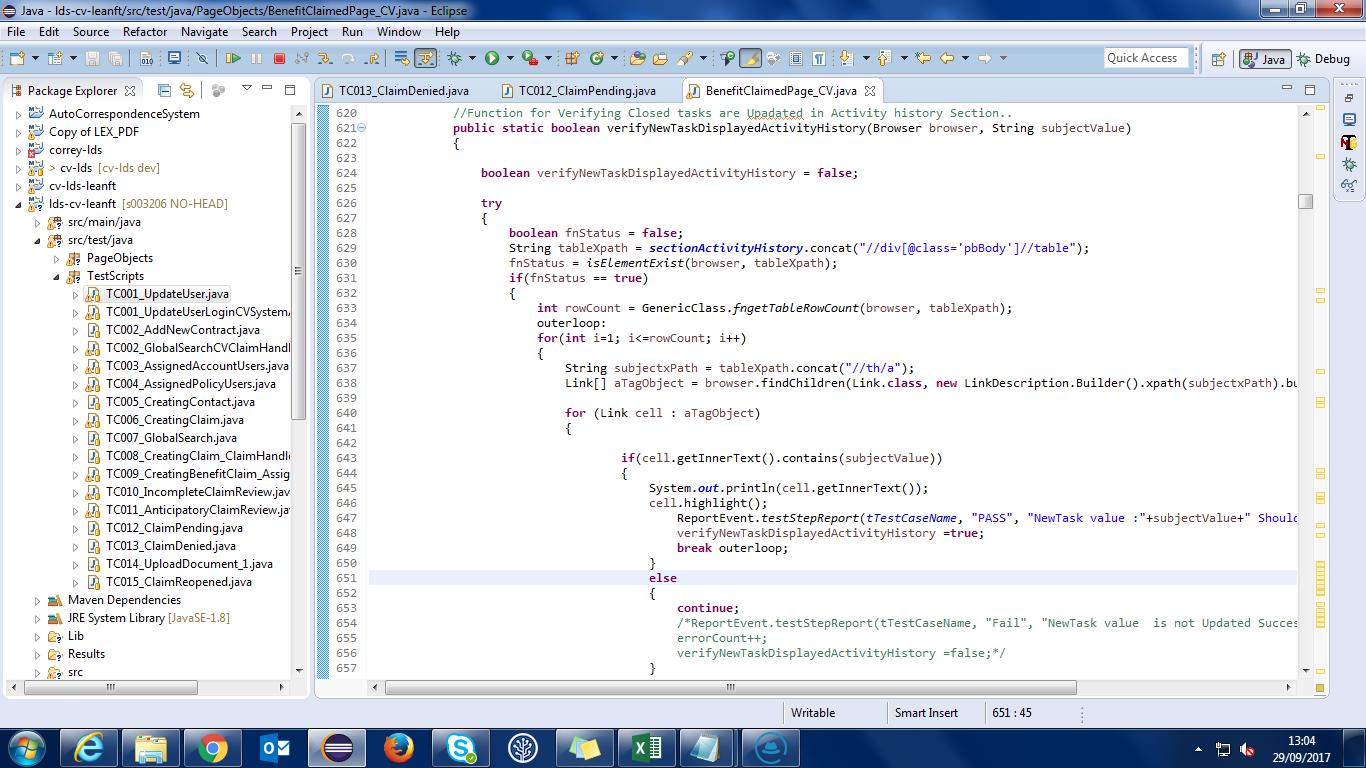 Java - lds-cv-leanft/src/test/java/PageObjects/BenefitClaimedPage_CV.java - Eclipse
File Edit Source Refactor Navigate Search Project Run Window Help
Quick Access
Java
Debug
Package Explorer
AutoCorrespondenceSystem
Copy of LEX_PDF
correy-lds
> cv-lds [cv-lds dev]
cv-lds-leanft
lds-cv-leanft [s003206 NO-HEAD]
src/main/java
src/test/java
PageObjects
TestScripts
TC001_UpdateUser.java
TC001_UpdateUserLoginCVSystem
TC002_AddNewContract.java
TC002_GlobalSearchCVClaimHandl
TC003_AssignedAccountUsers.java
TC004_AssignedPolicyUsers.java
TC005_CreatingContact.java
TC006_CreatingClaim.java
TC007_GlobalSearch.java
TC008_CreatingClaim_ClaimHandle
TC009_CreatingBenefitClaim_Assig
TC010_IncompleteClaimReview.jav
TC011_AnticipatoryClaimReview.ja
TC012_ClaimPending.java
TC013_ClaimDenied.java
TC014_UploadDocument_1.java
TC015_ClaimReopened.java
Maven Dependencies
JRE System Library [JavaSE-1.8]
Lib
Results
src
TC013_ClaimDenied.java TC012_ClaimPending.java BenefitClaimedPage_CV.java
620 //Function for Verifying Closed tasks are Upadated in Activity history Section..
621 public static boolean verifyNewTaskDisplayedActivityHistory(Browser browser, String subjectValue)
622 {
623
624 boolean verifyNewTaskDisplayedActivityHistory = false;
625
626 try
627 {
628 boolean fnStatus = false;
629 String tableXpath = sectionActivityHistory.concat("//div[@class='pbBody']//table");
630 fnStatus = isElementExist(browser, tableXpath);
631 if(fnStatus == true)
632 {
633 int rowCount = GenericClass.fngetTableRowCount(browser, tableXpath);
634 outerloop:
635 for(int i=1; i<=rowCount; i++)
636 {
637 String subjectxPath = tableXpath.concat("//th/a");
638 Link[] aTagObject = browser.findChildren(Link.class, new LinkDescription.Builder().xpath(subjectxPath).bu
639
640 for (Link cell : aTagObject)
641 {
642
643 if(cell.getInnerText().contains(subjectValue))
644 {
645 System.out.println(cell.getInnerText());
646 cell.highlight();
647 ReportEvent.testStepReport(tTestCaseName, "PASS", "NewTask value :"+subjectValue+" Shoul
648 verifyNewTaskDisplayedActivityHistory =true;
649 break outerloop;
650 }
651 else
652 {
653 continue;
654 /*ReportEvent.testStepReport(tTestCaseName, "Fail", "NewTask value  is not Updated Succes
655 errorCount++;
656 verifyNewTaskDisplayedActivityHistory =false;*/
657 }
Writable Smart Insert 651 : 45
13:04
29/09/2017